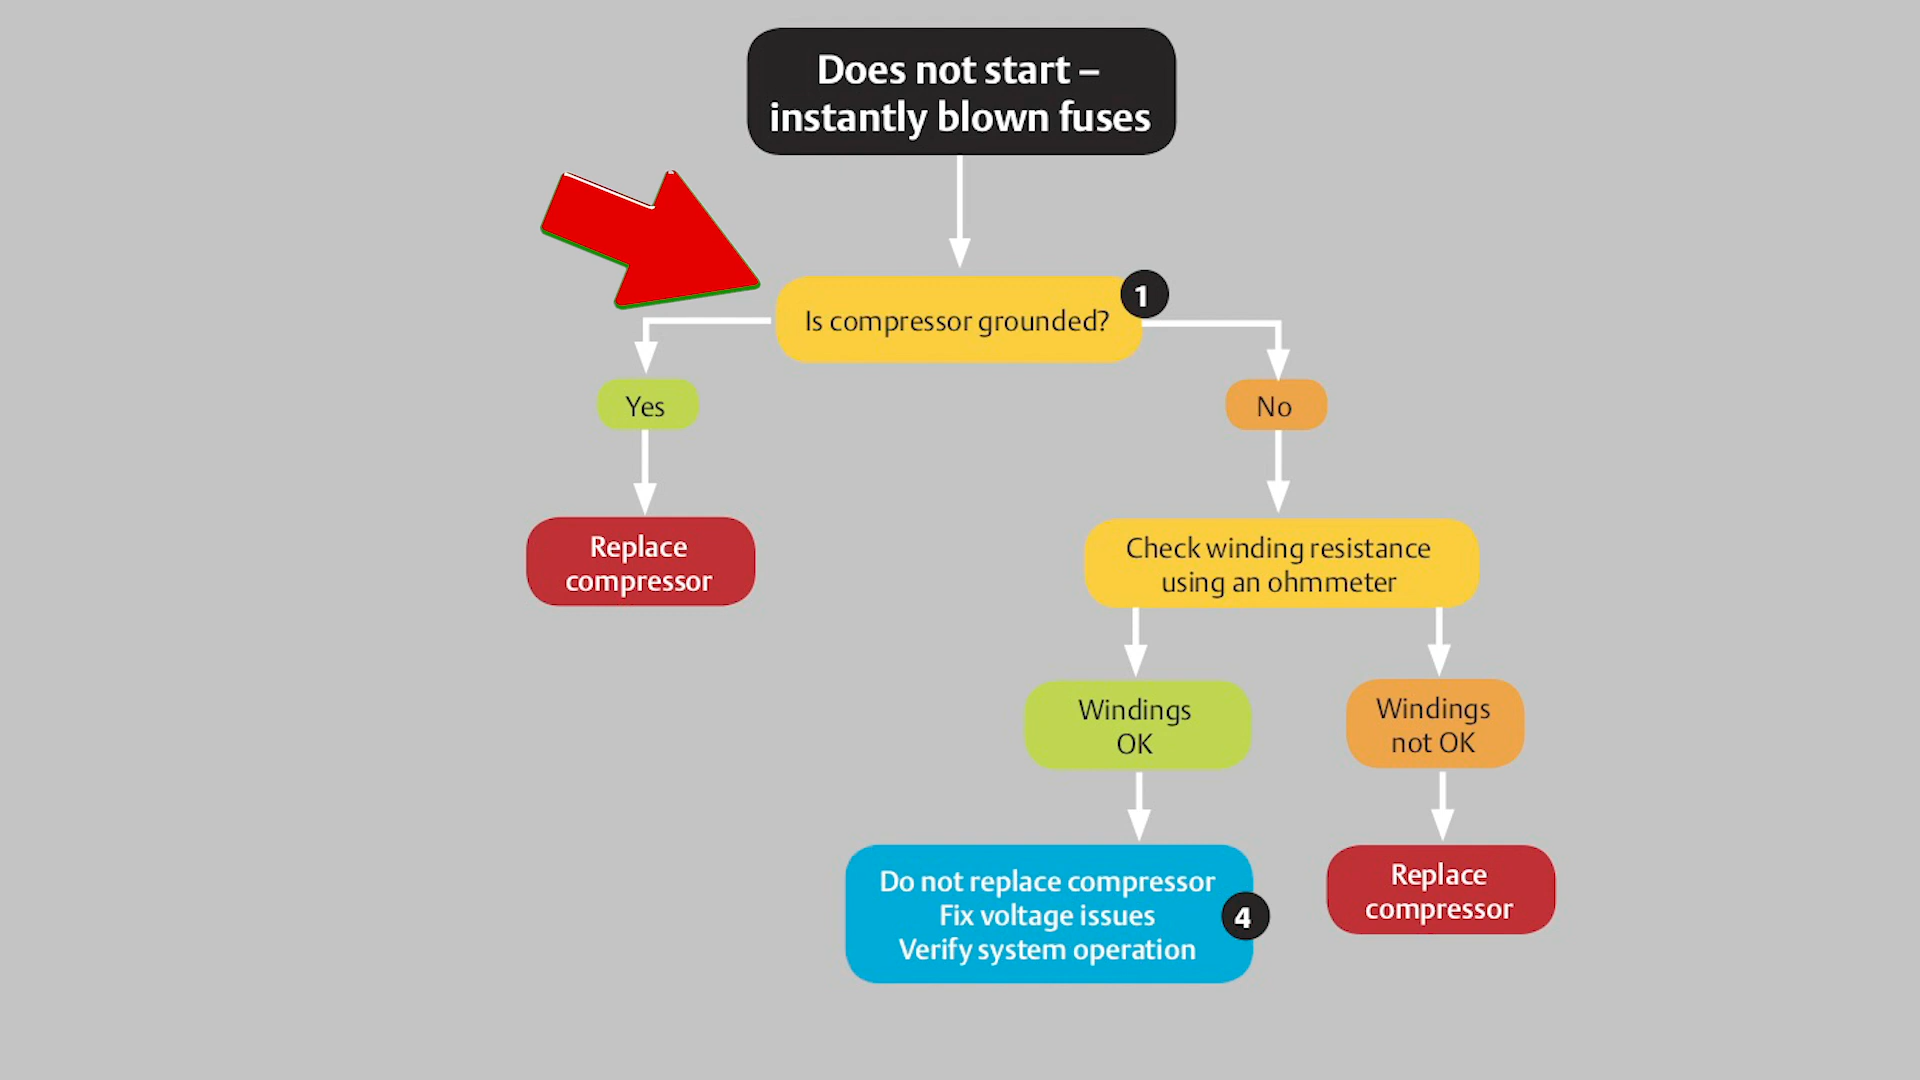 Does not start –
instantly blown fuses
Is compressor grounded?
1
Yes
No
Replace
compressor
Check winding resistance
using an ohmmeter
Windings
OK
Windings
not OK
Do not replace compressor
Fix voltage issues
Verify system operation
4
Replace
compressor